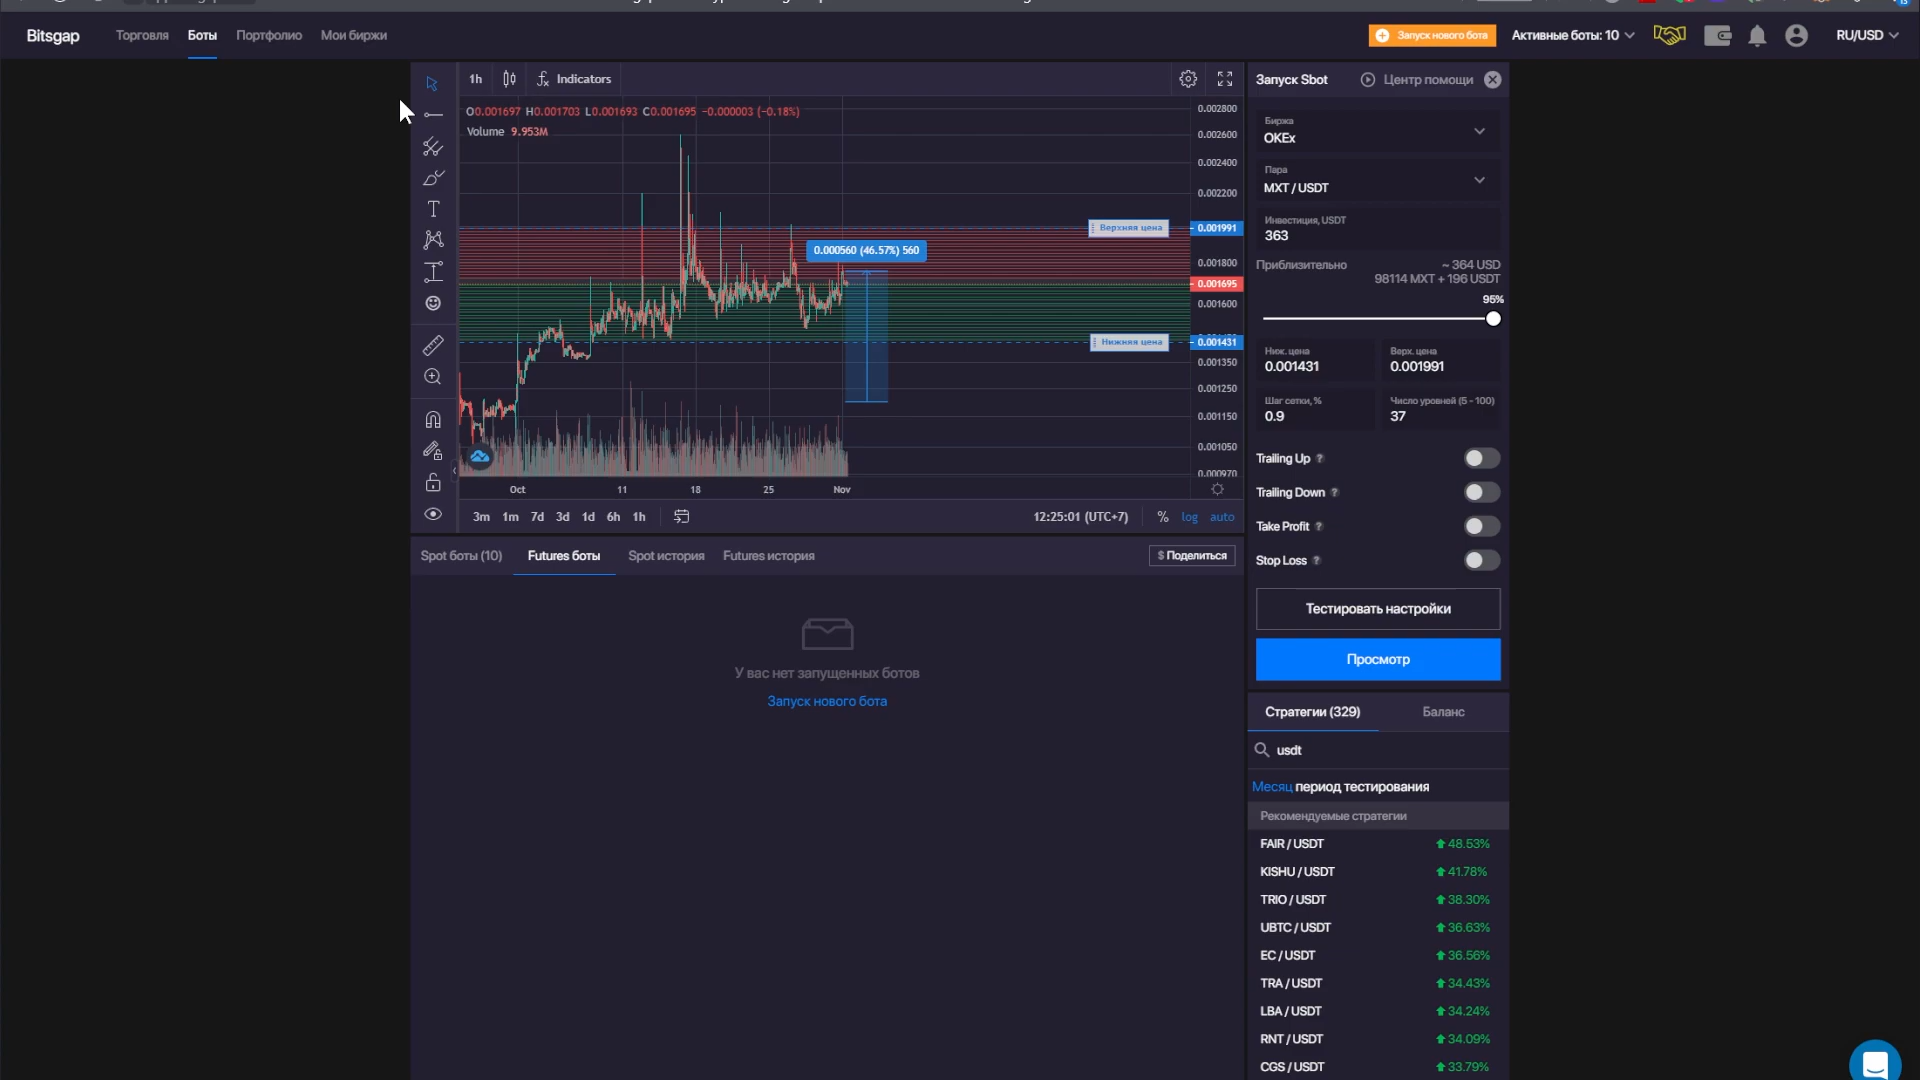 Bitsgap
Торговля
Боты
Портфолио
Мои биржи
Запуск нового бота
Активные боты: 10
RU/USD
1h
Indicators
O0.001697 H0.001703 L0.001693 C0.001695 −0.000003 (−0.18%)
Volume 9.953M
0.000560 (46.57%) 560
Верхняя цена
Нижняя цена
0.002800
0.002600
0.002400
0.002200
0.001991
0.001800
0.001695
0.001600
0.001431
0.001350
0.001250
0.001150
0.001050
0.000970
Oct
11
18
25
Nov
3m 1m 7d 3d 1d 6h 1h
12:25:01 (UTC+7)
% log auto
Запуск Sbot
Центр помощи
Биржа
OKEx
Пара
MXT / USDT
Инвестиция, USDT
363
Приблизительно
~ 364 USD
98114 MXT + 196 USDT
95%
Ниж. цена
0.001431
Верх. цена
0.001991
Шаг сетки, %
0.9
Число уровней (5 - 100)
37
Trailing Up ?
Trailing Down ?
Take Profit ?
Stop Loss ?
Тестировать настройки
Просмотр
Spot боты (10)
Futures боты
Spot история
Futures история
$ Поделиться
У вас нет запущенных ботов
Запуск нового бота
Стратегии (329)
Баланс
usdt
Месяц период тестирования
Рекомендуемые стратегии
FAIR / USDT 48.53%
KISHU / USDT 41.78%
TRIO / USDT 38.30%
UBTC / USDT 36.63%
EC / USDT 36.56%
TRA / USDT 34.43%
LBA / USDT 34.24%
RNT / USDT 34.09%
CGS / USDT 33.79%